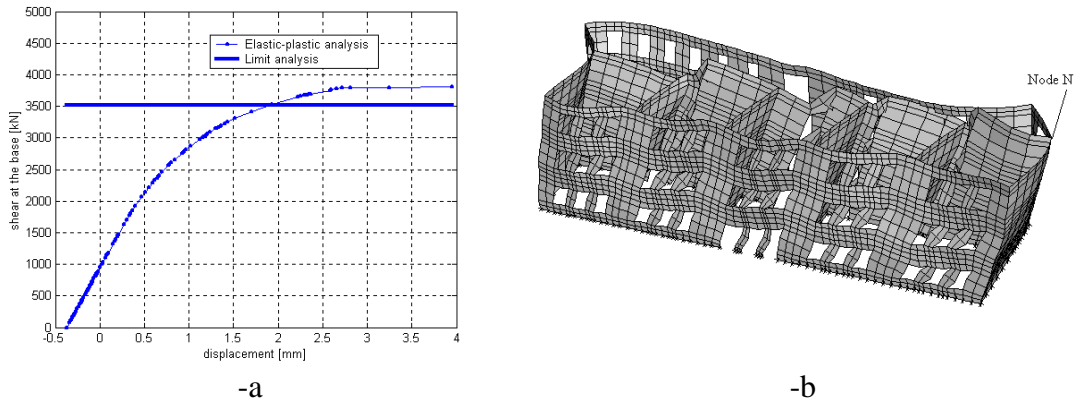 5000
4500
4000
3500
3000
2500
2000
1500
1000
500
0
shear at the base [kN]
Elastic-plastic analysis
Limit analysis
-0.5 0 0.5 1 1.5 2 2.5 3 3.5 4
displacement [mm]
-a
Node N
-b